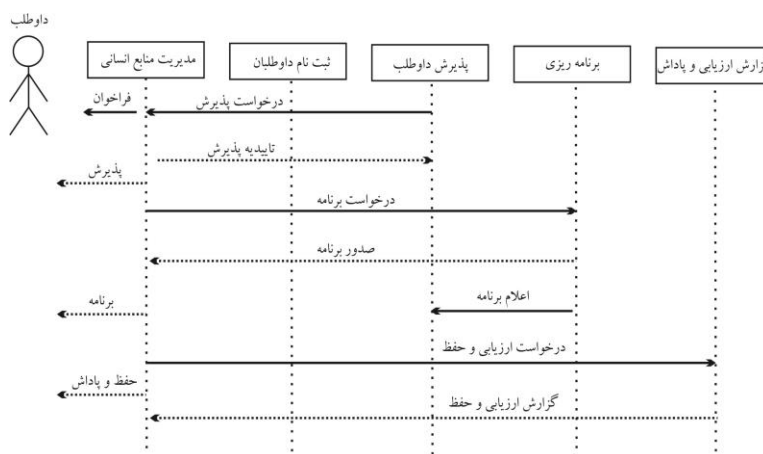 داوطلب
مدیریت منابع انسانی
ثبت نام داوطلبان
پذیرش داوطلب
برنامه ریزی
گزارش ارزیابی و پاداش
فراخوان
درخواست پذیرش
تاییدیه پذیرش
پذیرش
درخواست برنامه
صدور برنامه
اعلام برنامه
برنامه
درخواست ارزیابی و حفظ
حفظ و پاداش
گزارش ارزیابی و حفظ